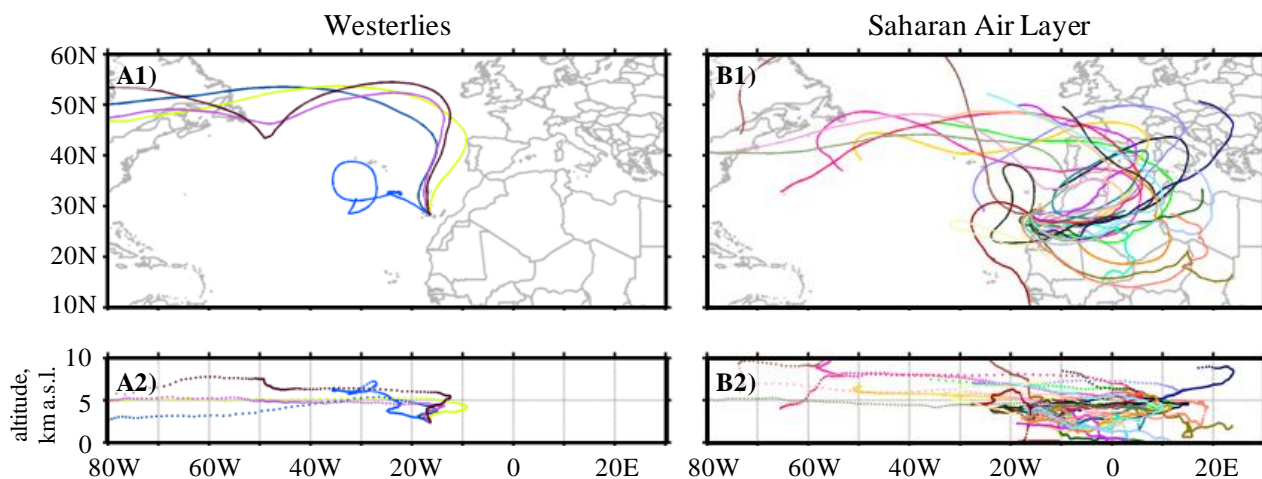 Westerlies
Saharan Air Layer
60N
50N
40N
30N
20N
10N
A1)
B1)
altitude,
km a.s.l.
10
5
0
A2)
B2)
80W 60W 40W 20W 0 20E
80W 60W 40W 20W 0 20E